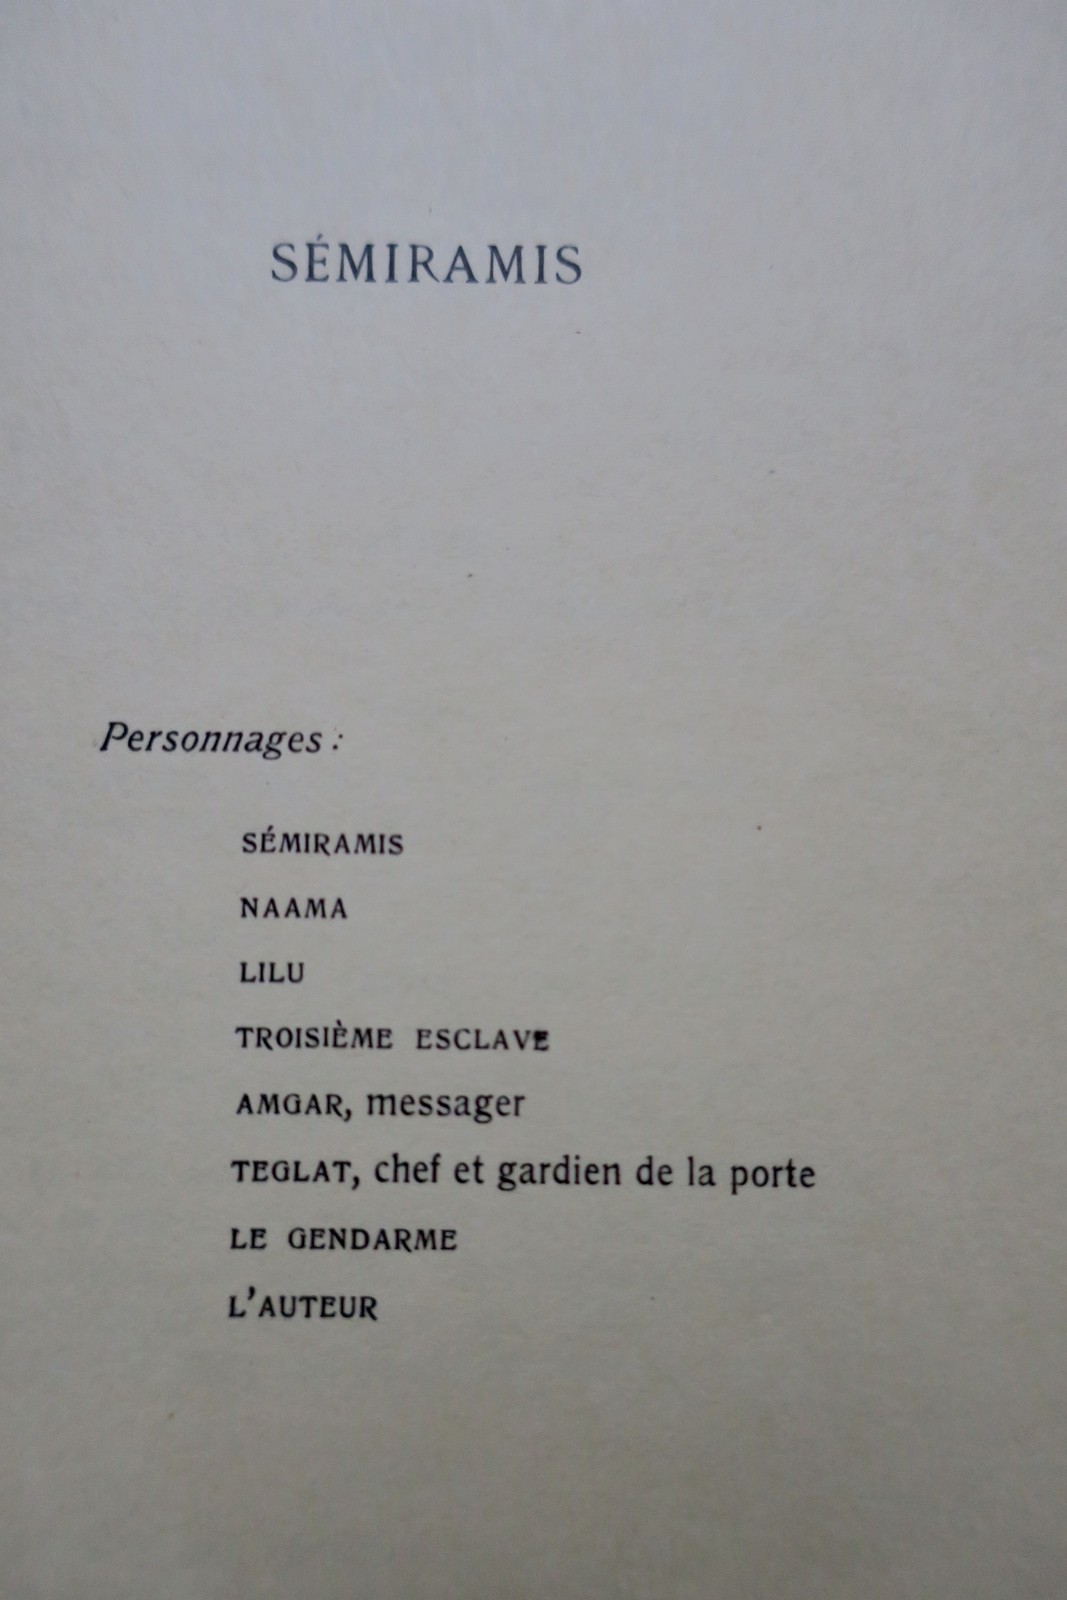 SÉMIRAMIS
Personnages :
SÉMIRAMIS
NAAMA
LILU
TROISIÈME ESCLAVE
AMGAR, messager
TEGLAT, chef et gardien de la porte
LE GENDARME
L'AUTEUR